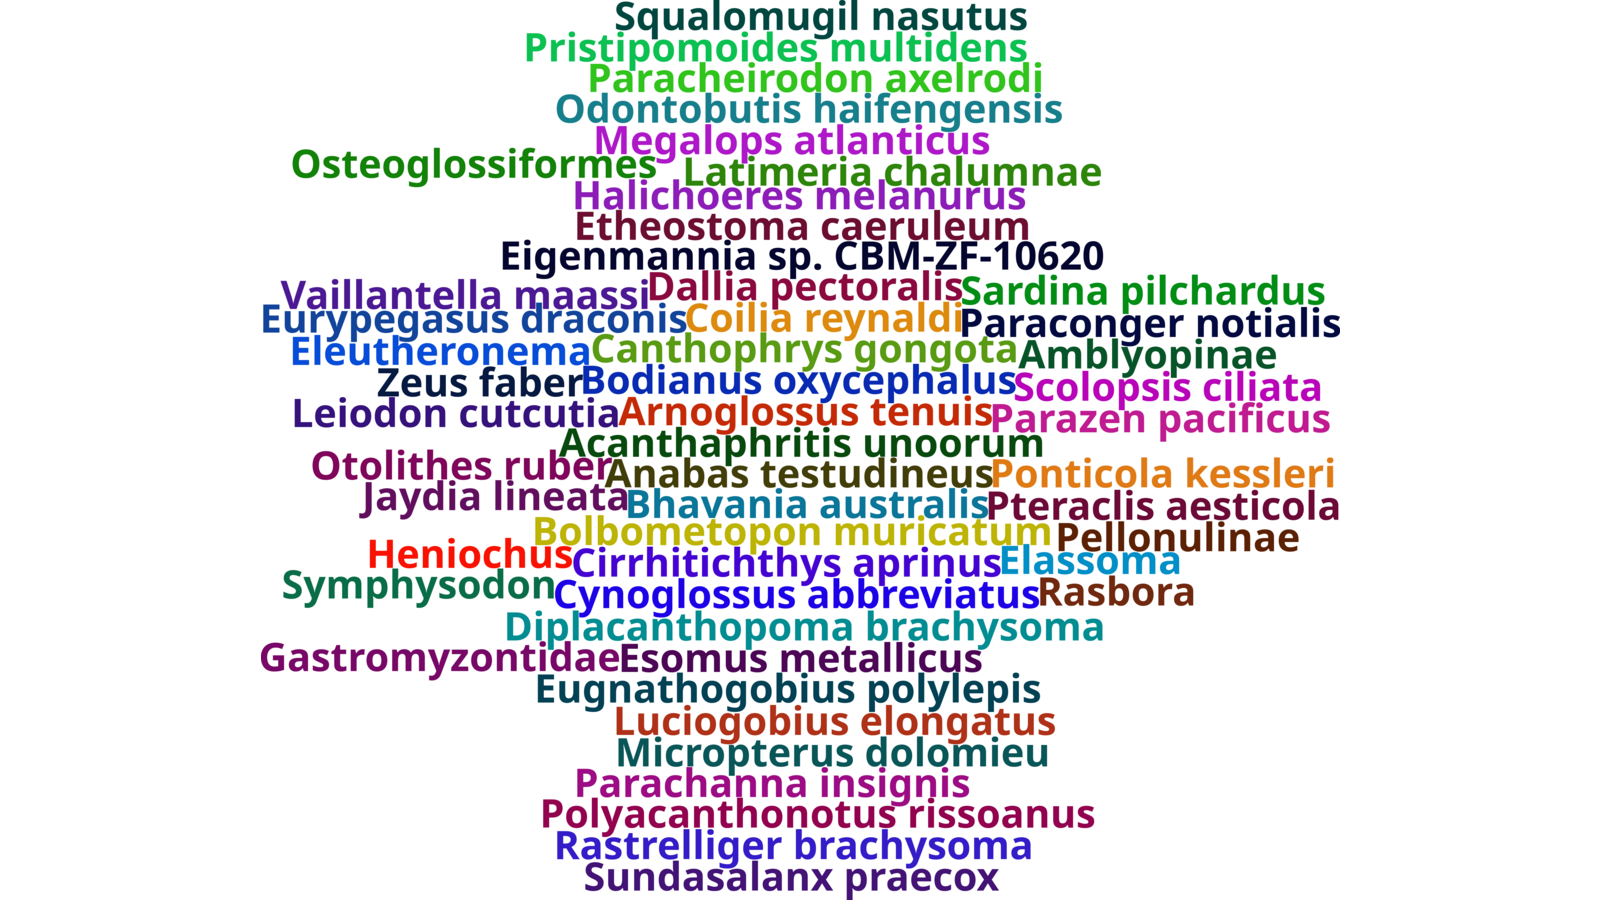 Squalomugil nasutus
Pristipomoides multidens
Paracheirodon axelrodi
Odontobutis haifengensis
Megalops atlanticus
Osteoglossiformes
Latimeria chalumnae
Halichoeres melanurus
Etheostoma caeruleum
Eigenmannia sp. CBM-ZF-10620
Vaillantella maassi
Dallia pectoralis
Sardina pilchardus
Eurypegasus draconis
Coilia reynaldi
Paraconger notialis
Eleutheronema
Canthophrys gongota
Amblyopinae
Zeus faber
Bodianus oxycephalus
Scolopsis ciliata
Leiodon cutcutia
Arnoglossus tenuis
Parazen pacificus
Acanthaphritis unoorum
Otolithes ruber
Anabas testudineus
Ponticola kessleri
Jaydia lineata
Bhavania australis
Pteraclis aesticola
Bolbometopon muricatum
Pellonulinae
Heniochus
Cirrhitichthys aprinus
Elassoma
Symphysodon
Cynoglossus abbreviatus
Rasbora
Diplacanthopoma brachysoma
Gastromyzontidae
Esomus metallicus
Eugnathogobius polylepis
Luciogobius elongatus
Micropterus dolomieu
Parachanna insignis
Polyacanthonotus rissoanus
Rastrelliger brachysoma
Sundasalanx praecox